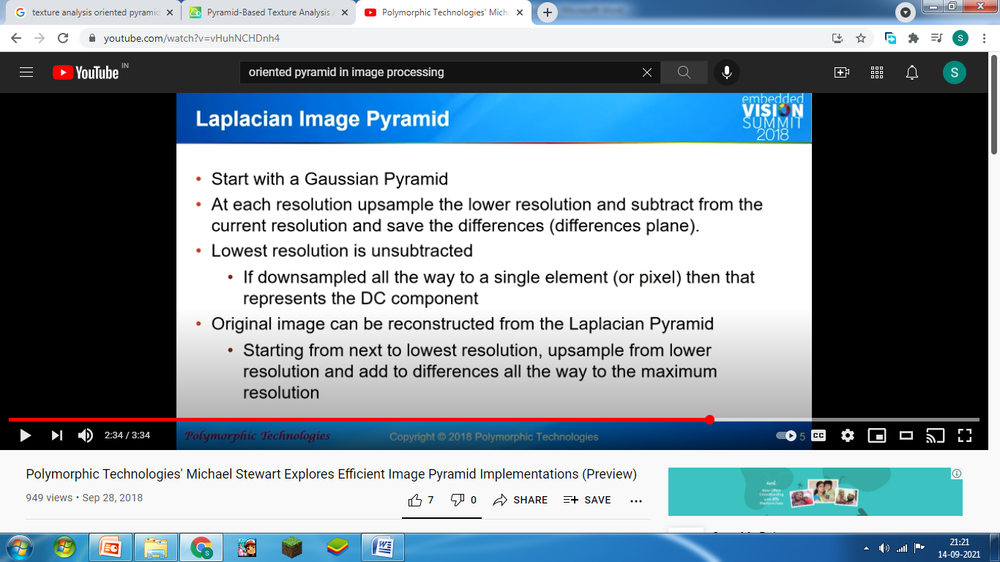 texture analysis oriented pyramid
Pyramid-Based Texture Analysis
Polymorphic Technologies' Mich
youtube.com/watch?v=vHuhNCHDnh4
S
YouTube IN
oriented pyramid in image processing
S
Laplacian Image Pyramid
embedded
VISION
SUMMIT
2018
• Start with a Gaussian Pyramid
• At each resolution upsample the lower resolution and subtract from the
current resolution and save the differences (differences plane).
• Lowest resolution is unsubtracted
• If downsampled all the way to a single element (or pixel) then that
represents the DC component
• Original image can be reconstructed from the Laplacian Pyramid
• Starting from next to lowest resolution, upsample from lower
resolution and add to differences all the way to the maximum
resolution
2:34 / 3:34
Polymorphic Technologies
Copyright © 2018 Polymorphic Technologies
5
CC
Polymorphic Technologies' Michael Stewart Explores Efficient Image Pyramid Implementations (Preview)
949 views • Sep 28, 2018
7
0
SHARE
SAVE
21:21
14-09-2021